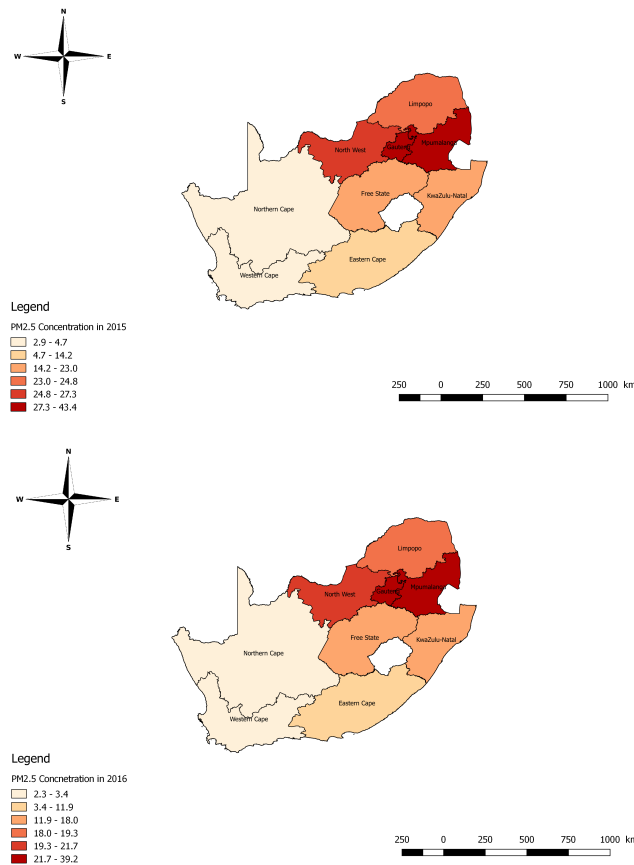 N
W E
S
Limpopo
North West
Mpumalanga
Free State
KwaZulu-Natal
Northern Cape
Eastern Cape
Western Cape
Legend
PM2.5 Concentration in 2015
2.9 - 4.7
4.7 - 14.2
14.2 - 23.0
23.0 - 24.8
24.8 - 27.3
27.3 - 43.4
250 0 250 500 750 1000 km
N
W E
S
Limpopo
North West
Mpumalanga
Free State
KwaZulu-Natal
Northern Cape
Eastern Cape
Western Cape
Legend
PM2.5 Concnetration in 2016
2.3 - 3.4
3.4 - 11.9
11.9 - 18.0
18.0 - 19.3
19.3 - 21.7
21.7 - 39.2
250 0 250 500 750 1000 km